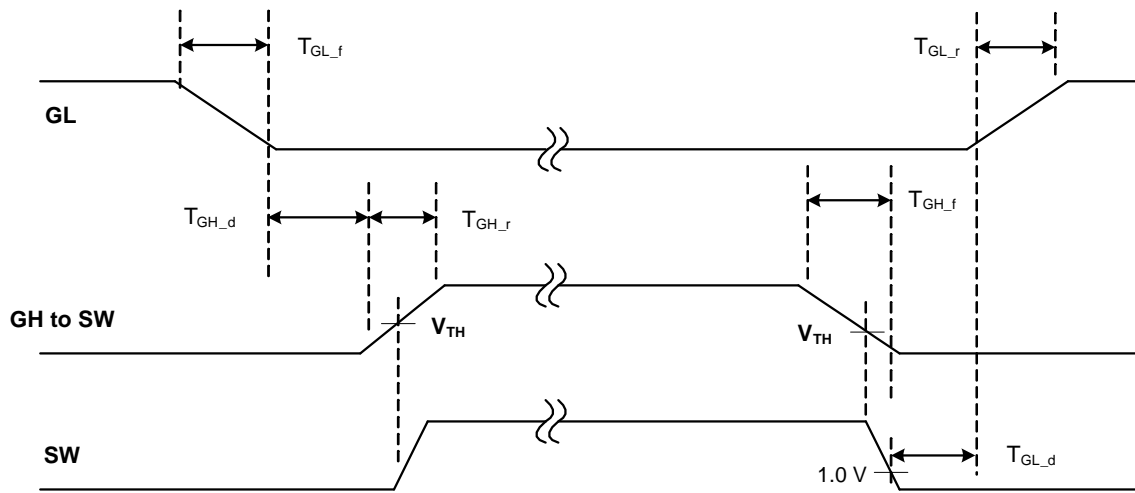 T_GL_f
T_GL_r
GL
T_GH_d
T_GH_r
T_GH_f
GH to SW
V_TH
V_TH
SW
1.0 V
T_GL_d